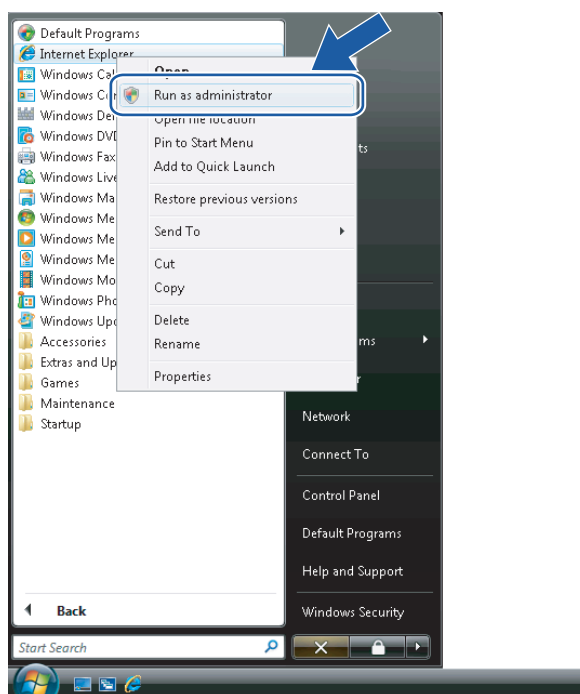 Default Programs
Internet Explorer
Windows Cal
Windows
Windows Def
Windows DVD
Windows Fax
Windows Live
Windows Ma
Windows Me
Windows Me
Windows Me
Windows Mo
Windows Pho
Windows Upd
Accessories
Extras and Up
Games
Maintenance
Startup
Back
Start Search
Open
Run as administrator
Open file location
Pin to Start Menu
Add to Quick Launch
Restore previous versions
Send To
Cut
Copy
Delete
Rename
Properties
ts
ms
r
Network
Connect To
Control Panel
Default Programs
Help and Support
Windows Security